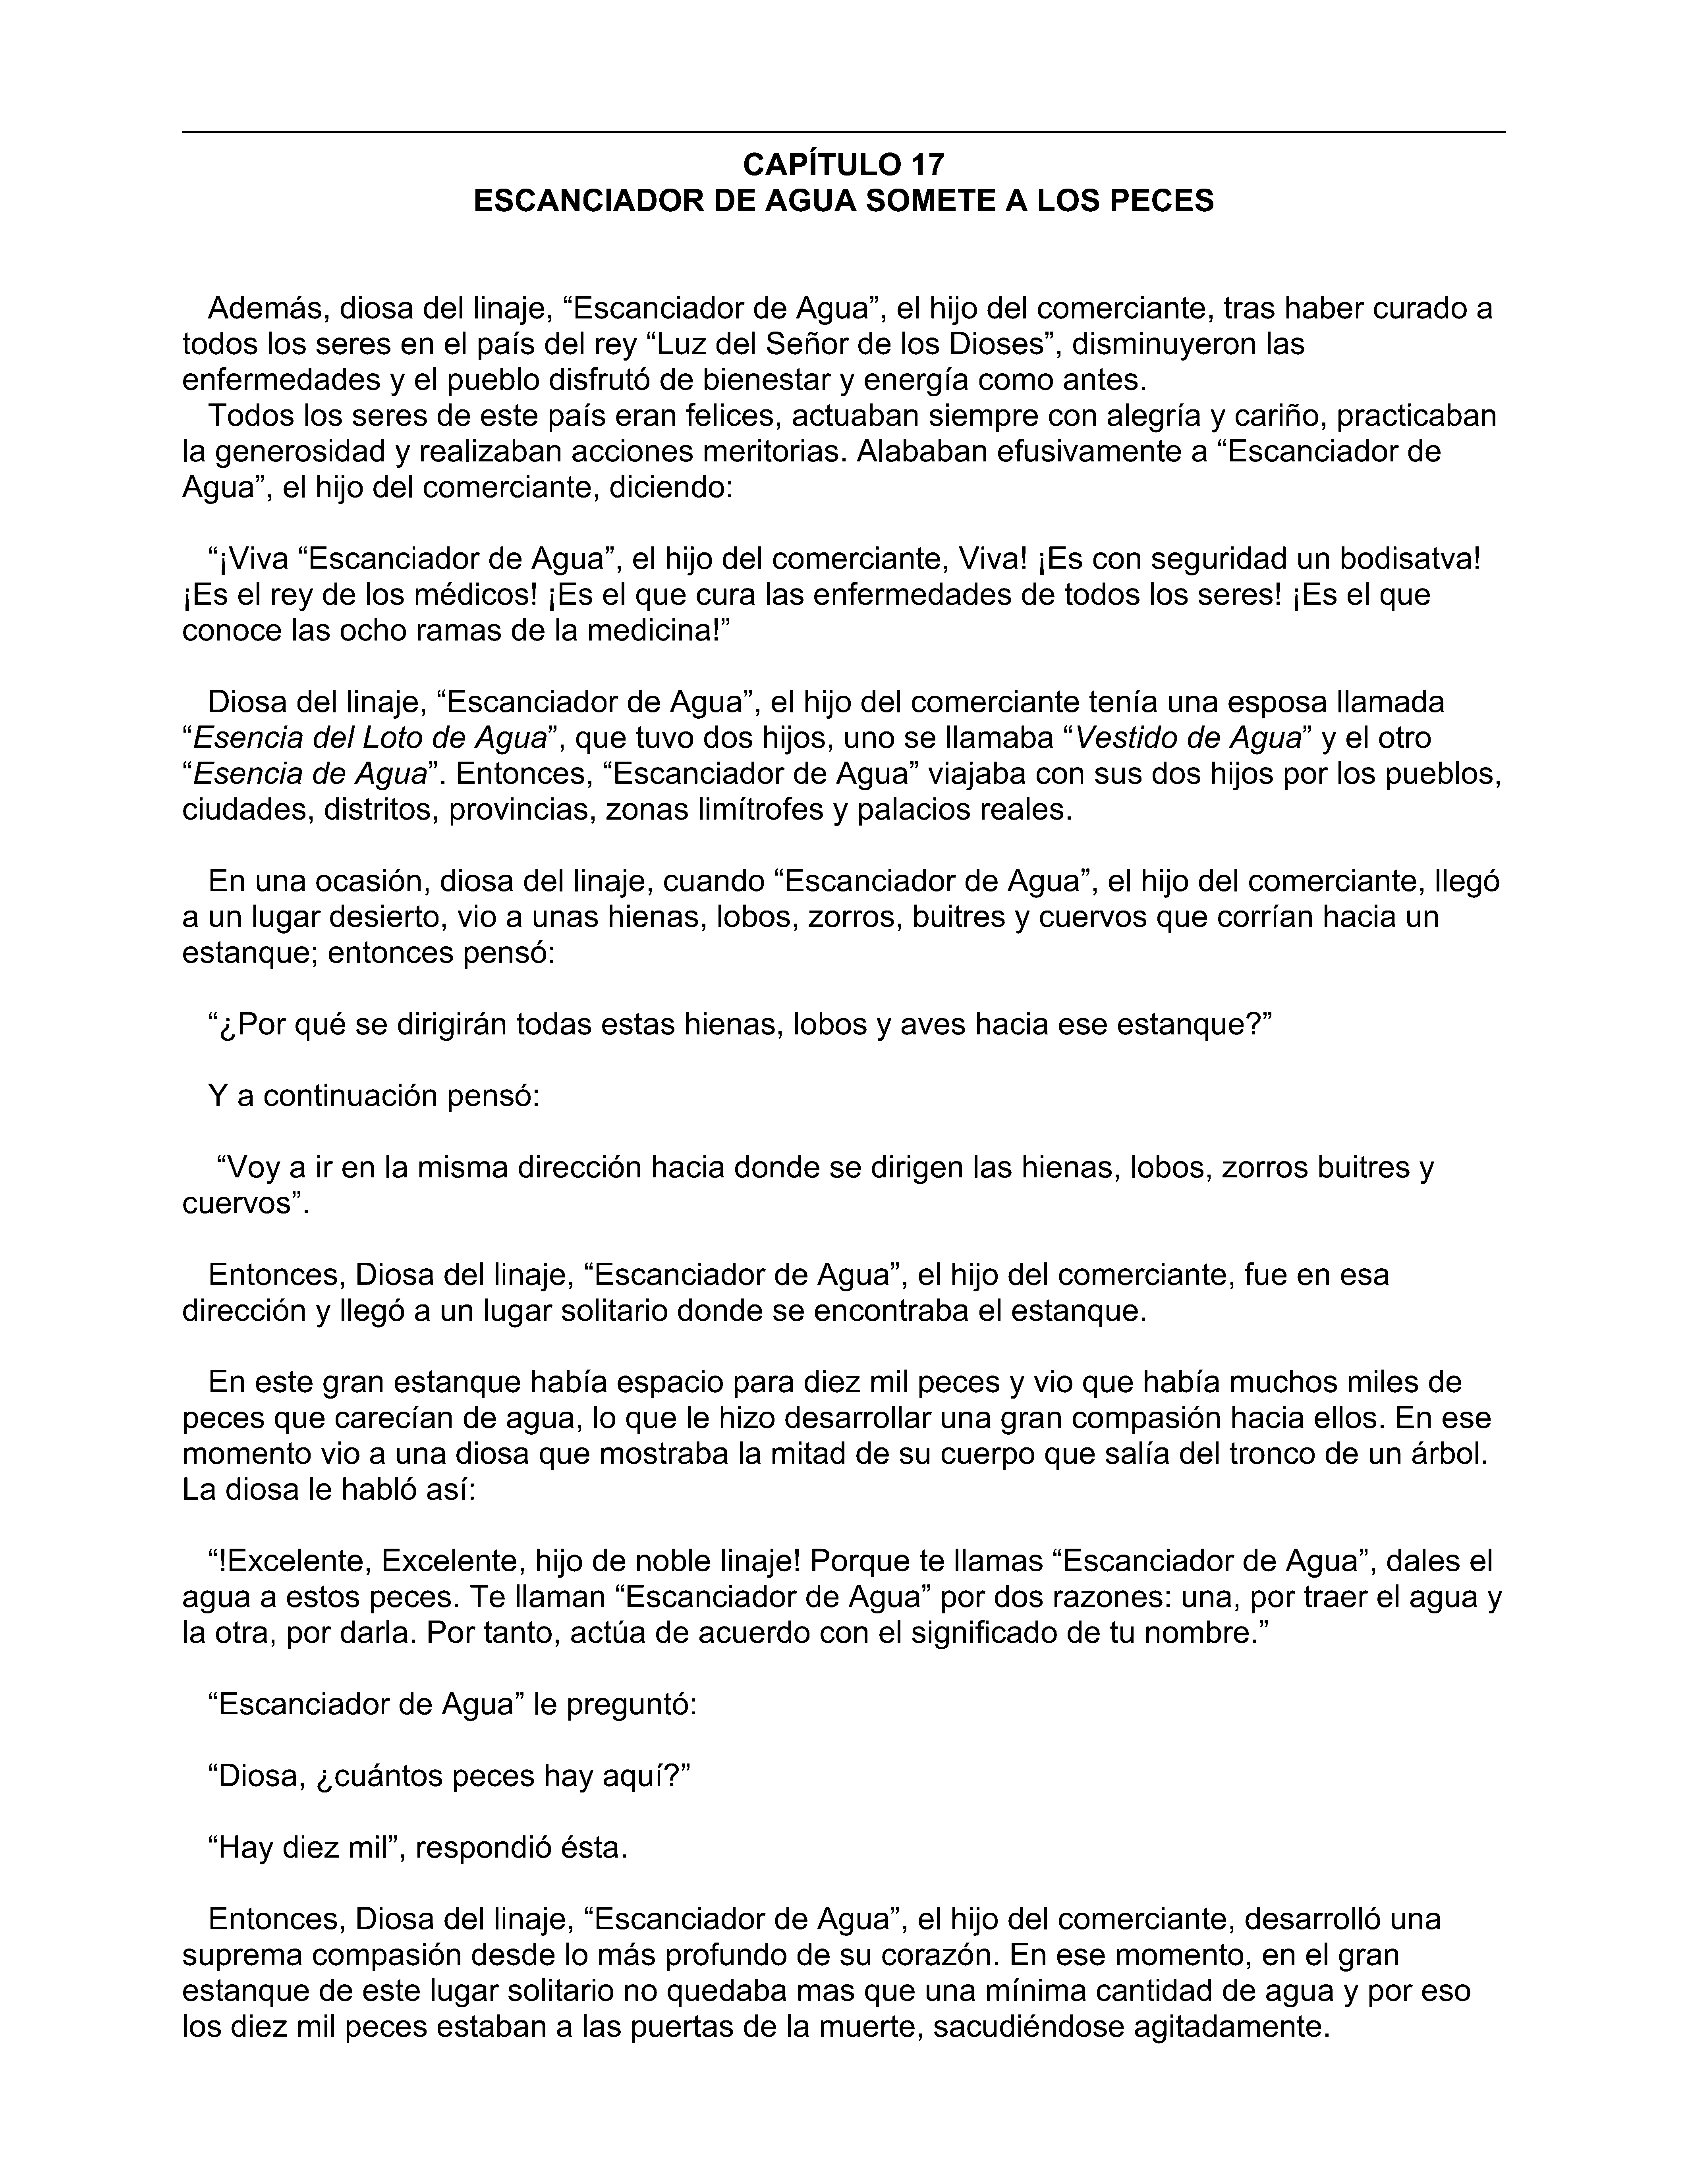 CAPÍTULO 17
ESCANCIADOR DE AGUA SOMETE A LOS PECES
Además, diosa del linaje, “Escanciador de Agua”, el hijo del comerciante, tras haber curado a
todos los seres en el país del rey “Luz del Señor de los Dioses”, disminuyeron las
enfermedades y el pueblo disfrutó de bienestar y energía como antes.
Todos los seres de este país eran felices, actuaban siempre con alegría y cariño, practicaban
la generosidad y realizaban acciones meritorias. Alababan efusivamente a “Escanciador de
Agua”, el hijo del comerciante, diciendo:
“¡Viva “Escanciador de Agua”, el hijo del comerciante, Viva! ¡Es con seguridad un bodisatva!
¡Es el rey de los médicos! ¡Es el que cura las enfermedades de todos los seres! ¡Es el que
conoce las ocho ramas de la medicina!”
Diosa del linaje, “Escanciador de Agua”, el hijo del comerciante tenía una esposa llamada
“Esencia del Loto de Agua”, que tuvo dos hijos, uno se llamaba “Vestido de Agua” y el otro
“Esencia de Agua”. Entonces, “Escanciador de Agua” viajaba con sus dos hijos por los pueblos,
ciudades, distritos, provincias, zonas limítrofes y palacios reales.
En una ocasión, diosa del linaje, cuando “Escanciador de Agua”, el hijo del comerciante, llegó
a un lugar desierto, vio a unas hienas, lobos, zorros, buitres y cuervos que corrían hacia un
estanque; entonces pensó:
“¿Por qué se dirigirán todas estas hienas, lobos y aves hacia ese estanque?”
Y a continuación pensó:
“Voy a ir en la misma dirección hacia donde se dirigen las hienas, lobos, zorros buitres y
cuervos”.
Entonces, Diosa del linaje, “Escanciador de Agua”, el hijo del comerciante, fue en esa
dirección y llegó a un lugar solitario donde se encontraba el estanque.
En este gran estanque había espacio para diez mil peces y vio que había muchos miles de
peces que carecían de agua, lo que le hizo desarrollar una gran compasión hacia ellos. En ese
momento vio a una diosa que mostraba la mitad de su cuerpo que salía del tronco de un árbol.
La diosa le habló así:
“!Excelente, Excelente, hijo de noble linaje! Porque te llamas “Escanciador de Agua”, dales el
agua a estos peces. Te llaman “Escanciador de Agua” por dos razones: una, por traer el agua y
la otra, por darla. Por tanto, actúa de acuerdo con el significado de tu nombre.”
“Escanciador de Agua” le preguntó:
“Diosa, ¿cuántos peces hay aquí?”
“Hay diez mil”, respondió ésta.
Entonces, Diosa del linaje, “Escanciador de Agua”, el hijo del comerciante, desarrolló una
suprema compasión desde lo más profundo de su corazón. En ese momento, en el gran
estanque de este lugar solitario no quedaba mas que una mínima cantidad de agua y por eso
los diez mil peces estaban a las puertas de la muerte, sacudiéndose agitadamente.